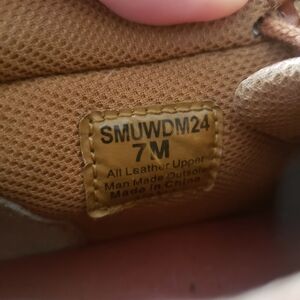 SMUWDM24
7M
All Leather Upper
Man Made Outsole
Made in China